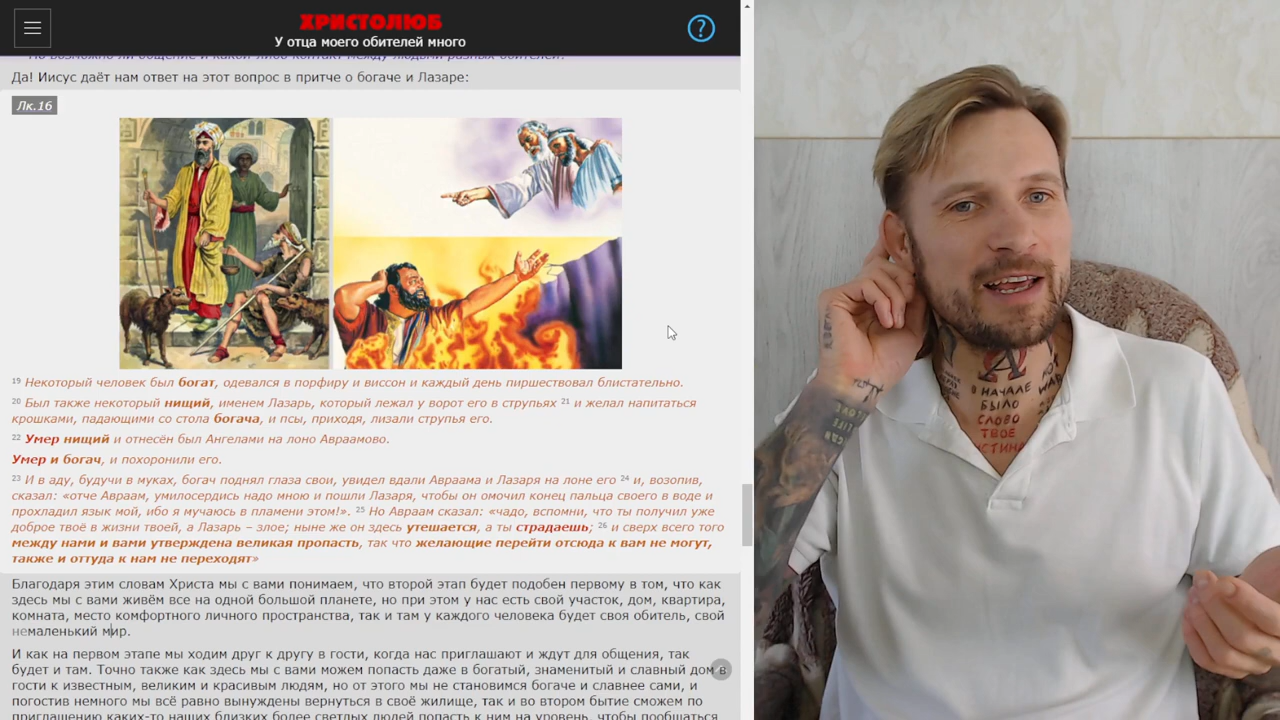 ХРИСТОЛЮБ
У отца моего обителей много
Да! Иисус даёт нам ответ на этот вопрос в притче о богаче и Лазаре:
Лк.16
19 Некоторый человек был богат, одевался в порфиру и виссон и каждый день пиршествовал блистательно.
20 Был также некоторый нищий, именем Лазарь, который лежал у ворот его в струпьях 21 и желал напитаться
крошками, падающими со стола богача, и псы, приходя, лизали струпья его.
22 Умер нищий и отнесён был Ангелами на лоно Авраамово.
Умер и богач, и похоронили его.
23 И в аду, будучи в муках, богач поднял глаза свои, увидел вдали Авраама и Лазаря на лоне его 24 и, возопив,
сказал: «отче Авраам, умилосердись надо мною и пошли Лазаря, чтобы он омочил конец пальца своего в воде и
прохладил язык мой, ибо я мучаюсь в пламени этом!». 25 Но Авраам сказал: «чадо, вспомни, что ты получил уже
доброе твоё в жизни твоей, а Лазарь – злое; ныне же он здесь утешается, а ты страдаешь; 26 и сверх всего того
между нами и вами утверждена великая пропасть, так что желающие перейти отсюда к вам не могут,
также и оттуда к нам не переходят»
Благодаря этим словам Христа мы с вами понимаем, что второй этап будет подобен первому в том, что как
здесь мы с вами живём все на одной большой планете, но при этом у нас есть свой участок, дом, квартира,
комната, место комфортного личного пространства, так и там у каждого человека будет своя обитель, свой
немаленький мир.
И как на первом этапе мы ходим друг к другу в гости, когда нас приглашают и ждут для общения, так
будет и там. Точно также как здесь мы с вами можем попасть даже в богатый, знаменитый и славный дом в
гости к известным, великим и красивым людям, но от этого мы не становимся богаче и славнее сами, и
погостив немного мы всё равно вынуждены вернуться в своё жилище, так и во втором бытие сможем по
приглашению каких-то наших близких более светлых людей попасть к ним на уровень, чтобы пообщаться
В НАЧАЛЕ
БЫЛО
СЛОВО
ТВОЕ
ИСТИНА